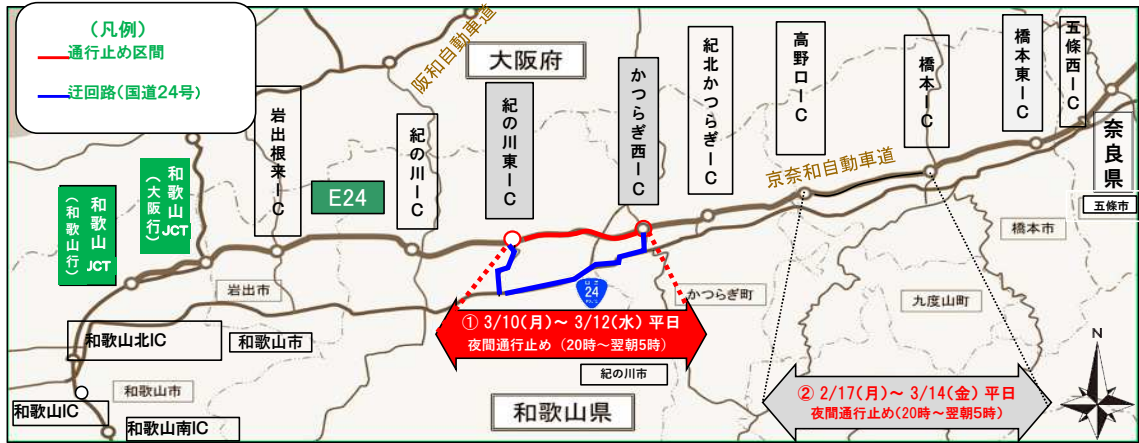 (凡例)
通行止め区間
迂回路(国道24号)
阪和自動車道
大阪府
岩出根来IC
紀の川IC
紀の川東IC
かつらぎ西IC
紀北かつらぎIC
高野口IC
橋本IC
橋本東IC
五條西IC
奈良県
五條市
京奈和自動車道
E24
和歌山JCT
(大阪行)
和歌山JCT
(和歌山行)
橋本市
岩出市
24
かつらぎ町
九度山町
① 3/10(月)~ 3/12(水) 平日
夜間通行止め (20時~翌朝5時)
和歌山北IC
和歌山市
紀の川市
N
和歌山市
和歌山IC
和歌山南IC
和歌山県
② 2/17(月)~ 3/14(金) 平日
夜間通行止め(20時~翌朝5時)